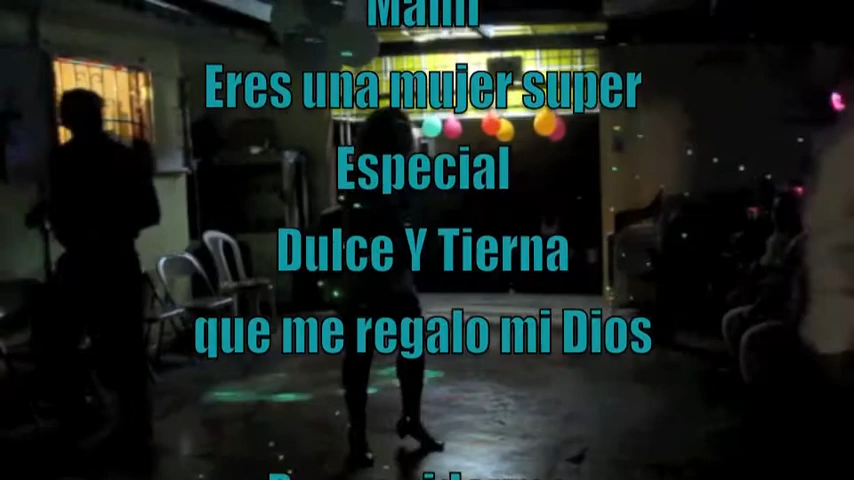 Eres una mujer super
Especial
Dulce Y Tierna
que me regalo mi Dios